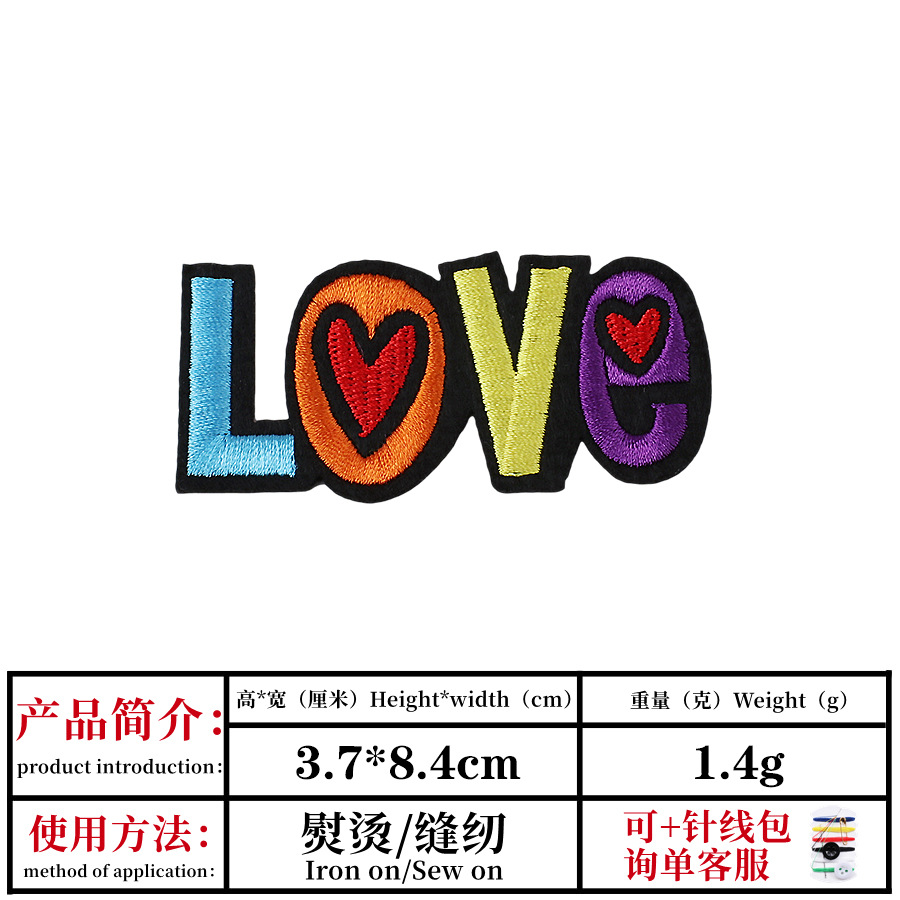 LOVe
产品简介：
product introduction：
高*宽（厘米）Height*width（cm）
重量（克）Weight（g）
3.7*8.4cm
1.4g
使用方法：
method of application：
熨烫/缝纫
Iron on/Sew on
可+针线包
询单客服